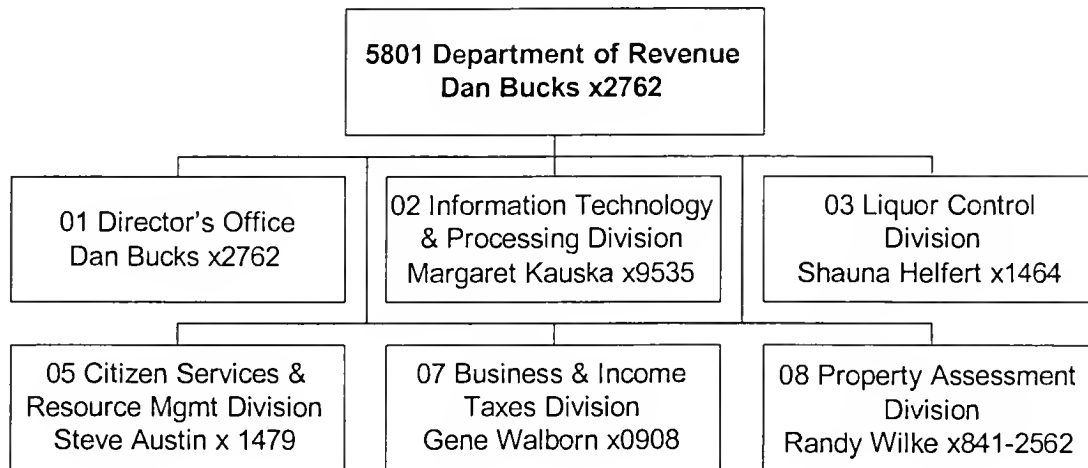 5801 Department of Revenue
Dan Bucks x2762
01 Director's Office
Dan Bucks x2762
02 Information Technology
& Processing Division
Margaret Kauska x9535
03 Liquor Control
Division
Shauna Helfert x1464
05 Citizen Services &
Resource Mgmt Division
Steve Austin x 1479
07 Business & Income
Taxes Division
Gene Walborn x0908
08 Property Assessment
Division
Randy Wilke x841-2562